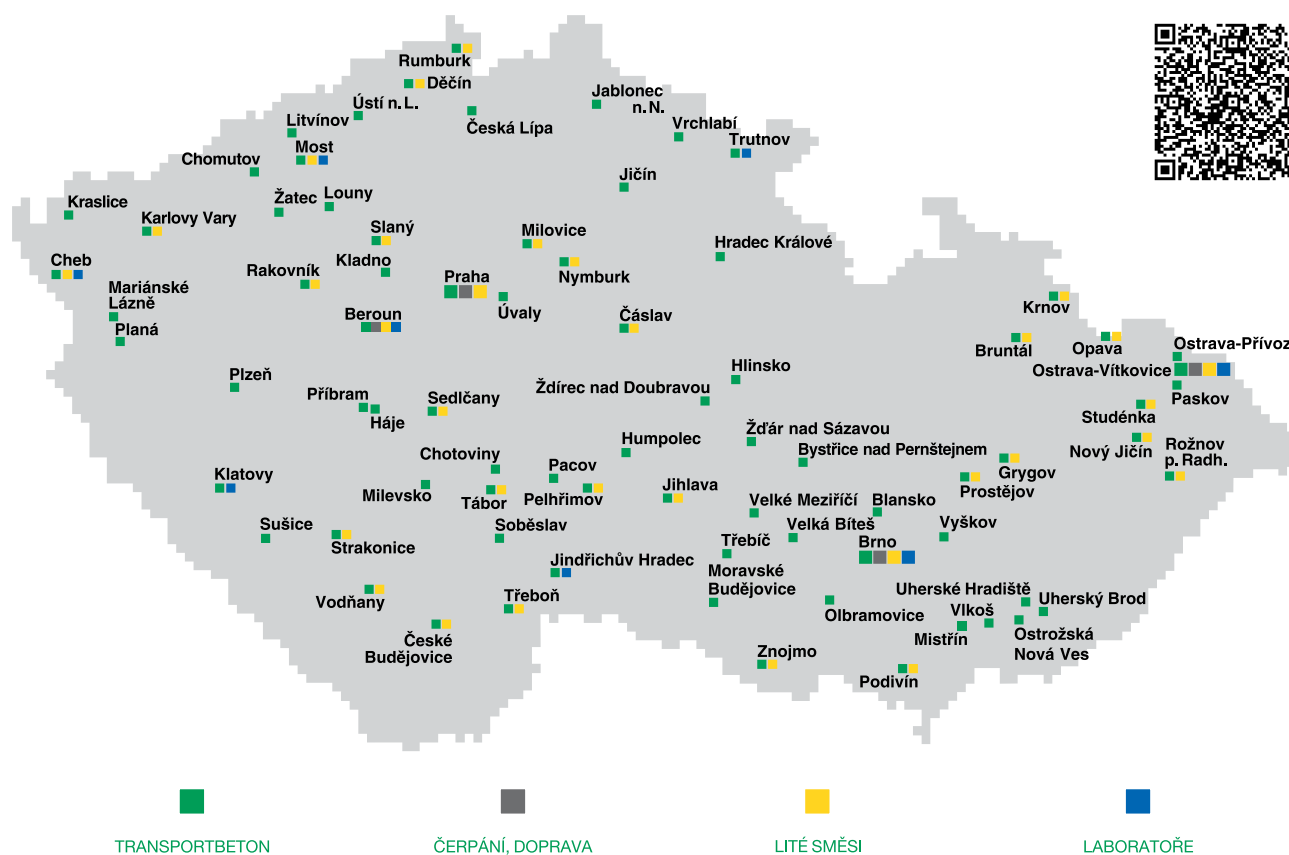 Rumburk
Děčín
Ústí n. L.
Česká Lípa
Jablonec
n. N.
Litvínov
Vrchlabí
Most
Trutnov
Chomutov
Jičín
Žatec
Louny
Kraslice
Karlovy Vary
Slaný
Milovice
Hradec Králové
Cheb
Rakovník
Kladno
Praha
Nymburk
Mariánské
Lázně
Úvaly
Krnov
Beroun
Čáslav
Planá
Bruntál
Opava
Ostrava-Přívoz
Ostrava-Vítkovice
Hlinsko
Plzeň
Ždírec nad Doubravou
Paskov
Příbram
Sedlčany
Háje
Studénka
Žďár nad Sázavou
Humpolec
Bystřice nad Pernštejnem
Nový Jičín
Rožnov
p. Radh.
Chotoviny
Pacov
Grygov
Klatovy
Jihlava
Prostějov
Milevsko
Tábor
Pelhřimov
Velké Meziříčí
Blansko
Sušice
Soběslav
Velká Bíteš
Vyškov
Strakonice
Třebíč
Brno
Jindřichův Hradec
Moravské
Budějovice
Uherské Hradiště
Vodňany
Třeboň
Olbramovice
Vlkoš
Uherský Brod
České
Budějovice
Mistřín
Ostrožská
Nová Ves
Znojmo
Podivín
TRANSPORTBETON
ČERPÁNÍ, DOPRAVA
LITÉ SMĚSI
LABORATOŘE